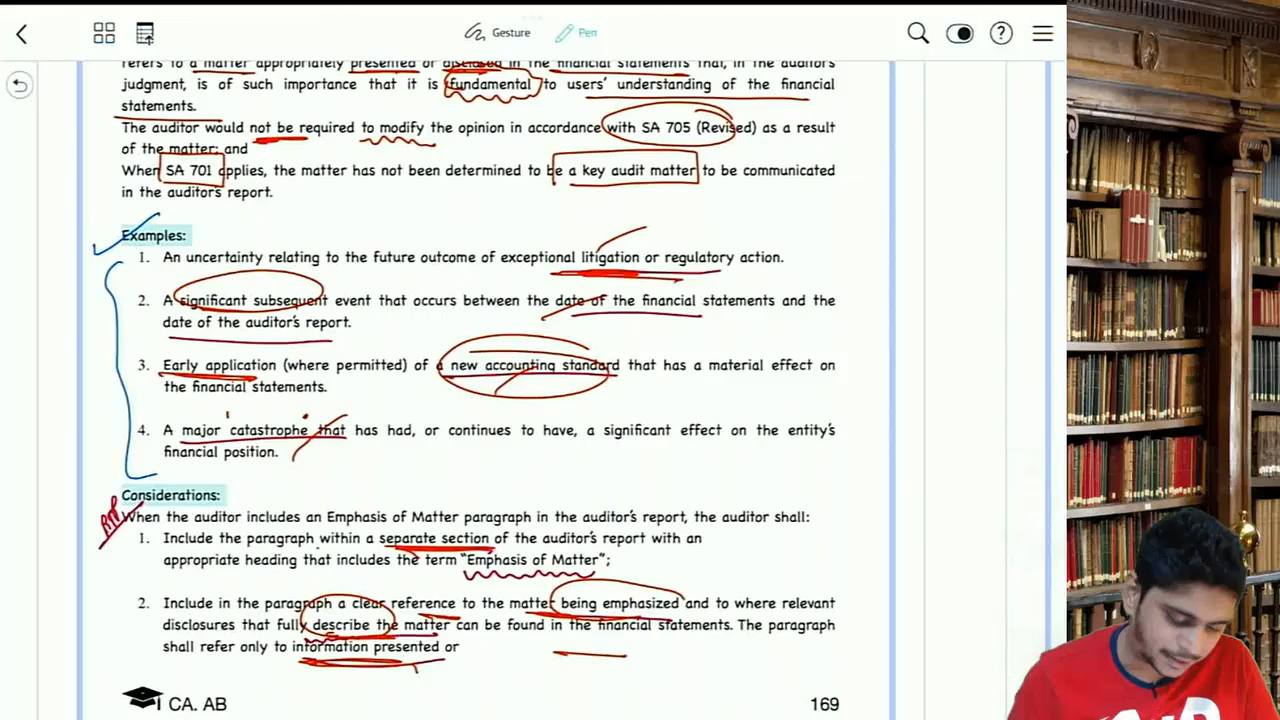 Gesture
Pen
refers to a matter appropriately presented or disclosed in the financial statements that, in the auditor's
judgment, is of such importance that it is fundamental to users' understanding of the financial
statements.
The auditor would not be required to modify the opinion in accordance with SA 705 (Revised) as a result
of the matter; and
When SA 701 applies, the matter has not been determined to be a key audit matter to be communicated
in the auditor's report.
Examples:
1. An uncertainty relating to the future outcome of exceptional litigation or regulatory action.
2. A significant subsequent event that occurs between the date of the financial statements and the
date of the auditor's report.
3. Early application (where permitted) of a new accounting standard that has a material effect on
the financial statements.
4. A major catastrophe that has had, or continues to have, a significant effect on the entity's
financial position.
Considerations:
When the auditor includes an Emphasis of Matter paragraph in the auditor's report, the auditor shall:
1. Include the paragraph within a separate section of the auditor's report with an
appropriate heading that includes the term "Emphasis of Matter";
2. Include in the paragraph a clear reference to the matter being emphasized and to where relevant
disclosures that fully describe the matter can be found in the financial statements. The paragraph
shall refer only to information presented or
CA. AB
169